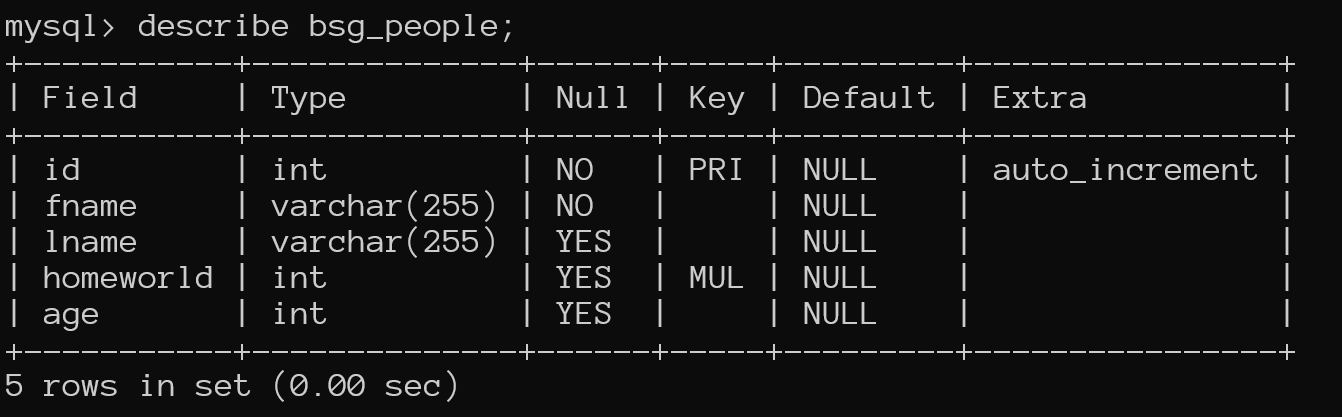 mysql> describe bsg_people;
+-----------+--------------+------+-----+---------+----------------+
| Field     | Type         | Null | Key | Default | Extra          |
+-----------+--------------+------+-----+---------+----------------+
| id        | int          | NO   | PRI | NULL    | auto_increment |
| fname     | varchar(255) | NO   |     | NULL    |                |
| lname     | varchar(255) | YES  |     | NULL    |                |
| homeworld | int          | YES  | MUL | NULL    |                |
| age       | int          | YES  |     | NULL    |                |
+-----------+--------------+------+-----+---------+----------------+
5 rows in set (0.00 sec)